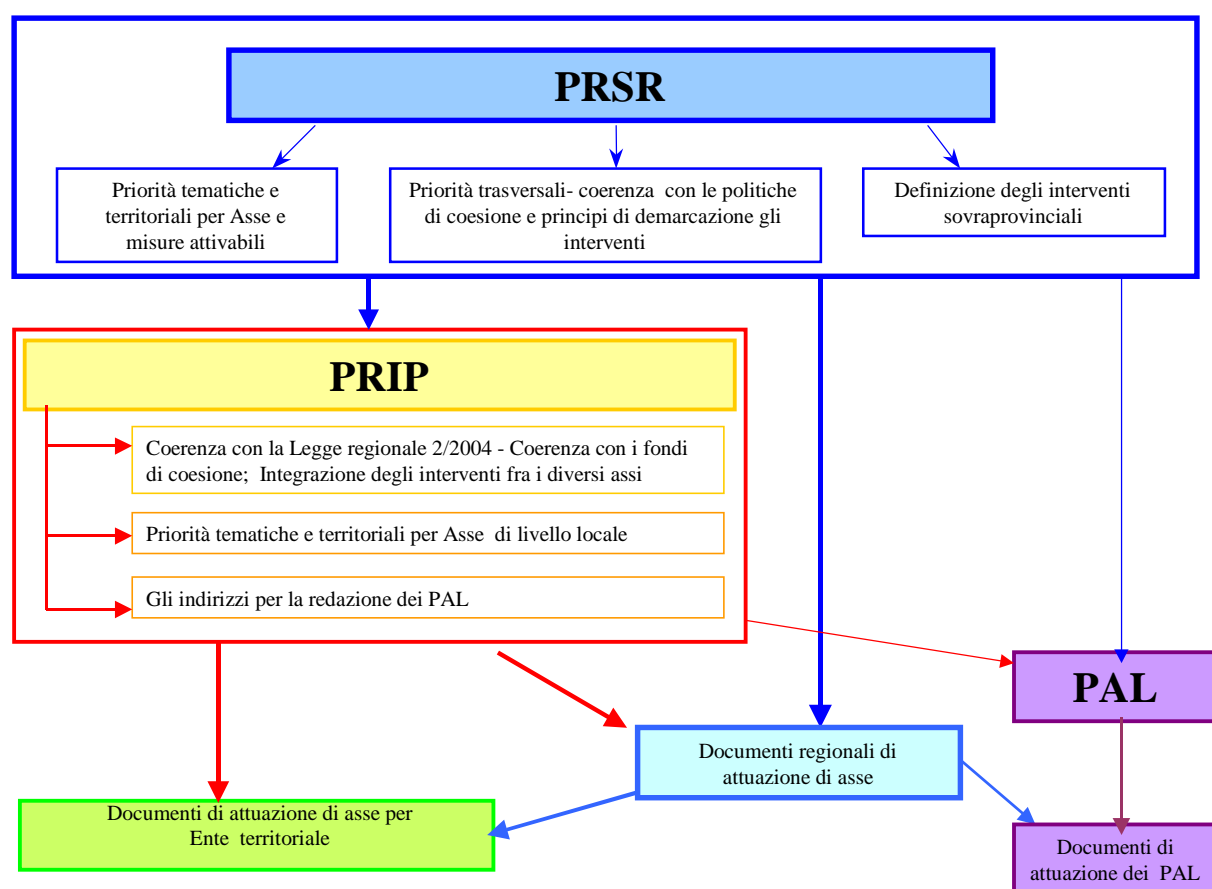 PRSR
Priorità tematiche e
territoriali per Asse e
misure attivabili
Priorità trasversali- coerenza con le politiche
di coesione e principi di demarcazione gli
interventi
Definizione degli interventi
sovraprovinciali
PRIP
Coerenza con la Legge regionale 2/2004 - Coerenza con i fondi
di coesione; Integrazione degli interventi fra i diversi assi
Priorità tematiche e territoriali per Asse di livello locale
Gli indirizzi per la redazione dei PAL
PAL
Documenti regionali di
attuazione di asse
Documenti di attuazione di asse per
Ente territoriale
Documenti di
attuazione dei PAL